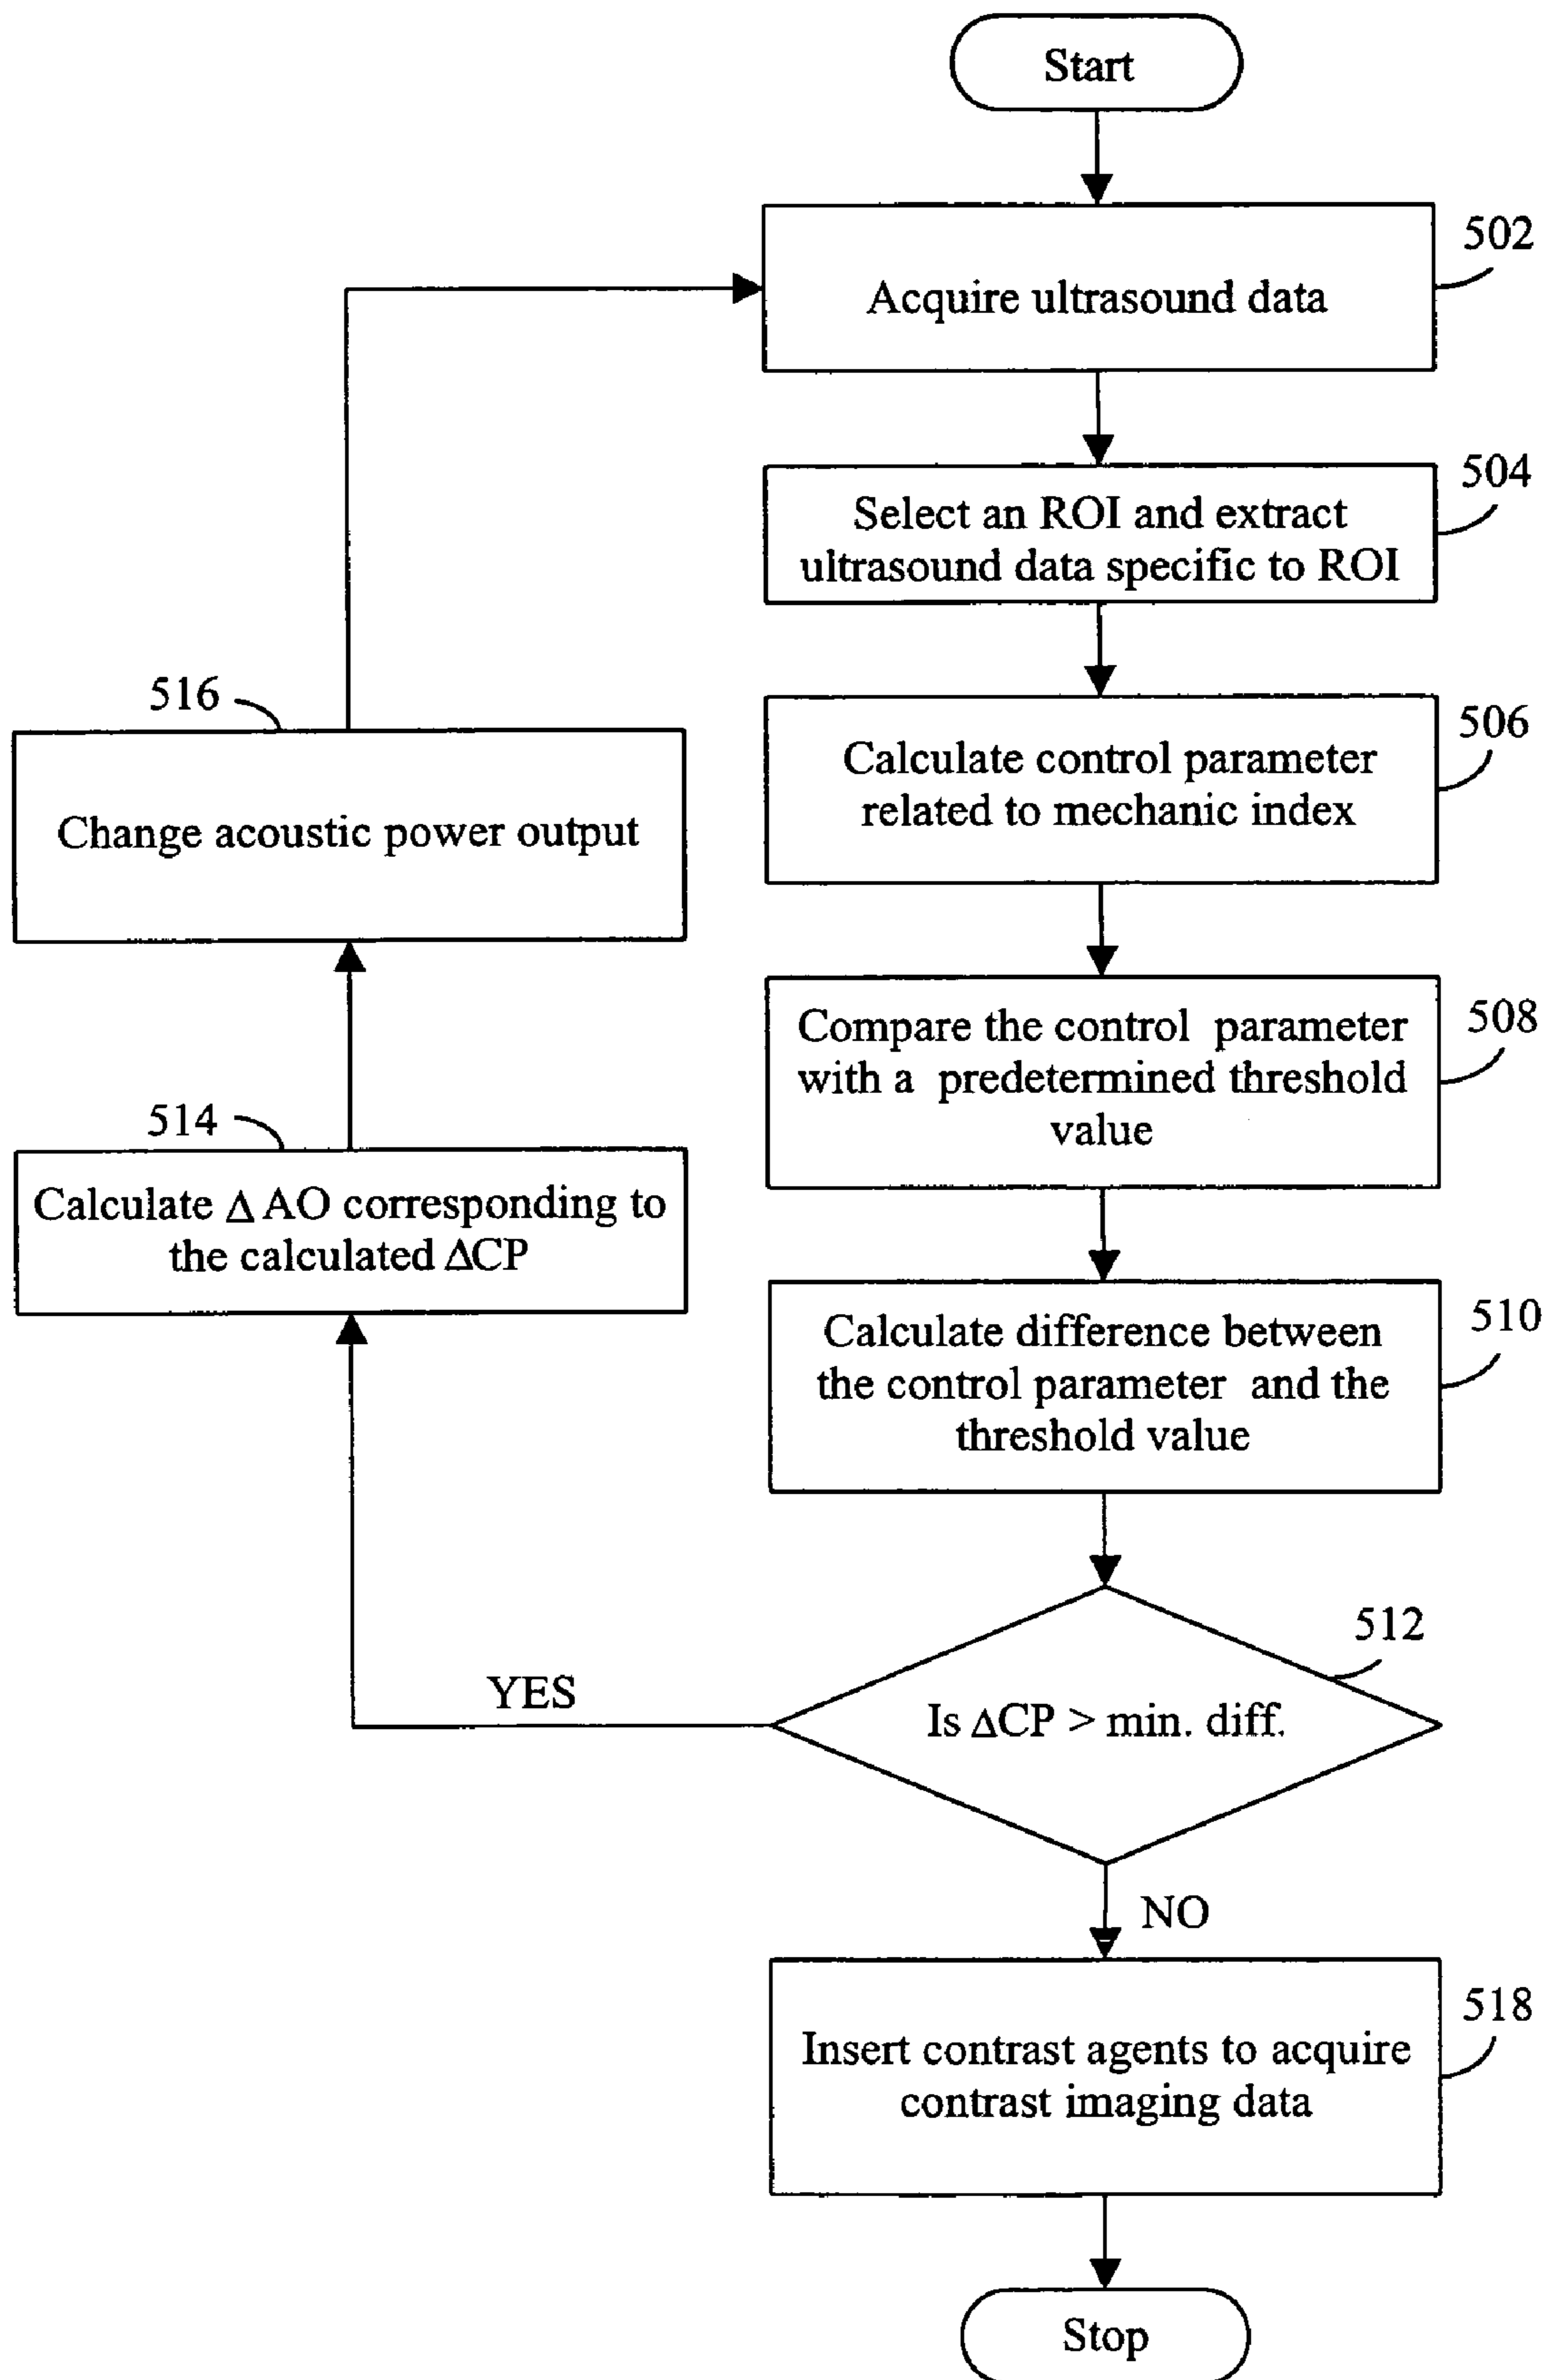 Start
502
Acquire ultrasound data
504
Select an ROI and extract
ultrasound data specific to ROI
506
Calculate control parameter
related to mechanic index
508
Compare the control parameter
with a predetermined threshold
value
510
Calculate difference between
the control parameter and the
threshold value
512
Is ΔCP > min. diff.
YES
514
Calculate Δ AO corresponding to
the calculated ΔCP
516
Change acoustic power output
NO
518
Insert contrast agents to acquire
contrast imaging data
Stop